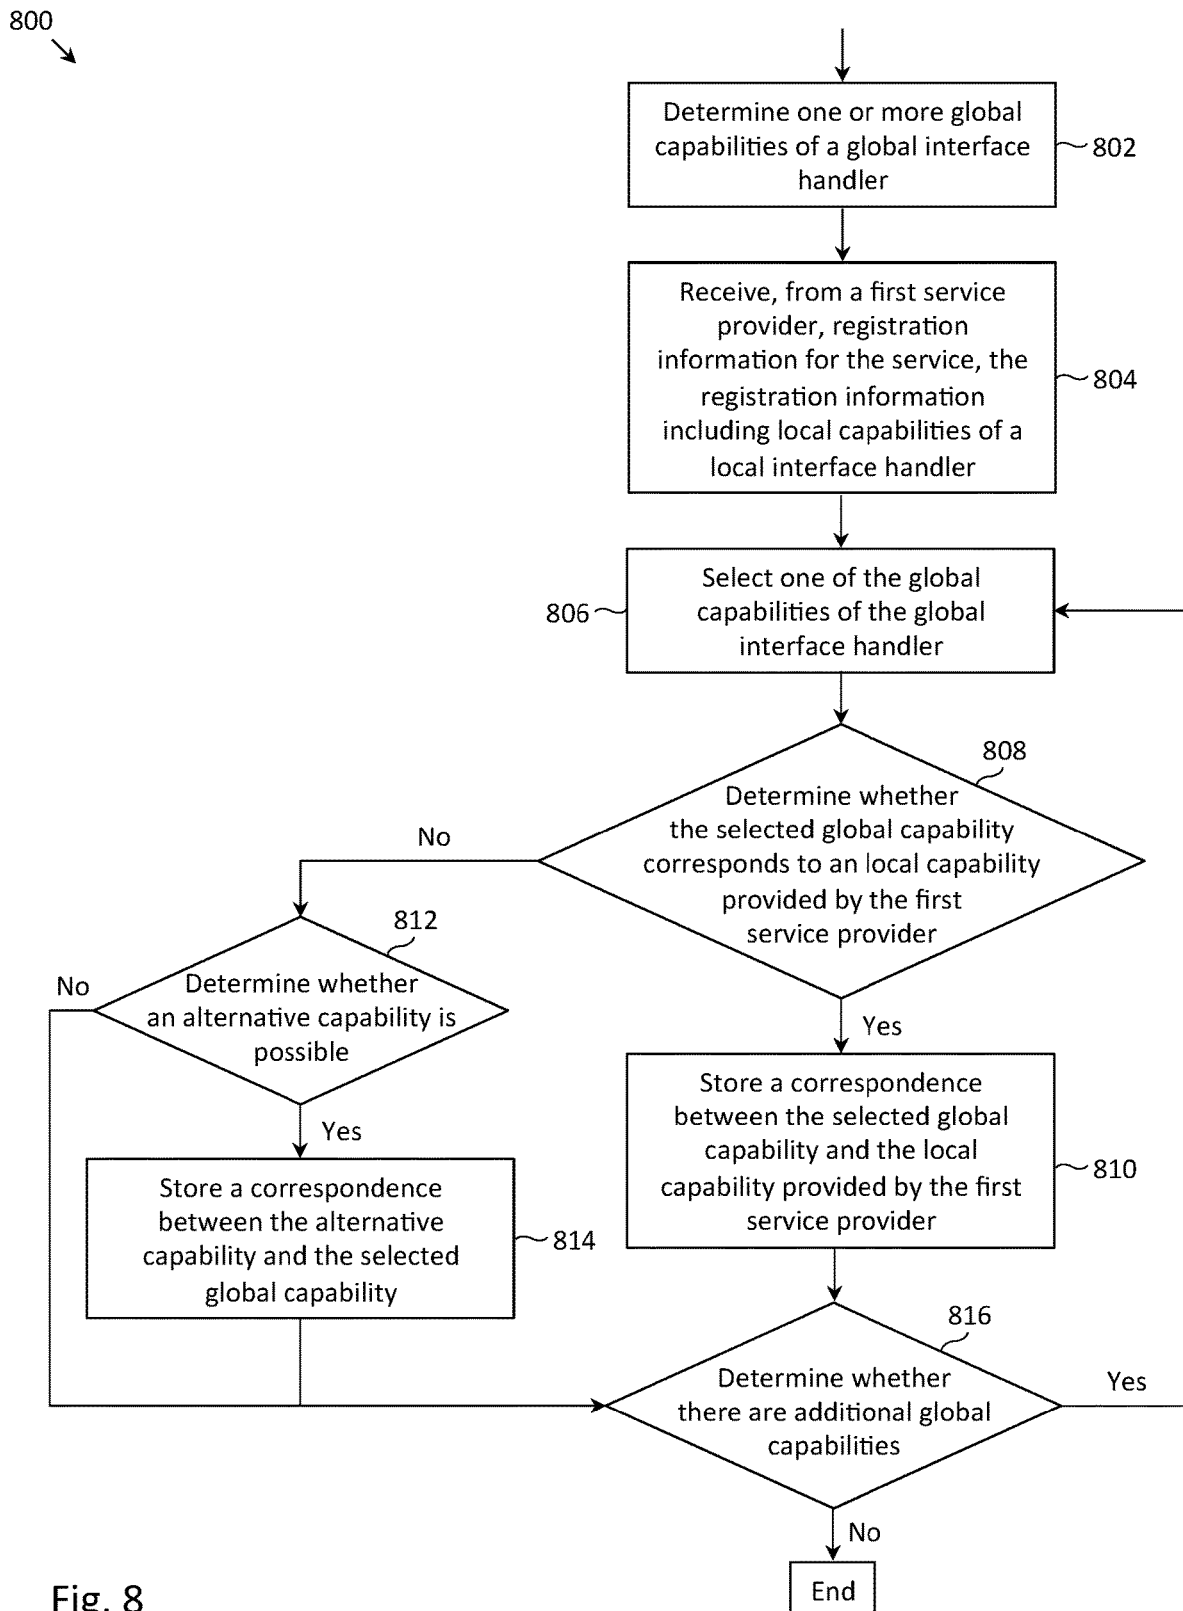 800
Determine one or more global
capabilities of a global interface
handler
802
Receive, from a first service
provider, registration
information for the service, the
registration information
including local capabilities of a
local interface handler
804
Select one of the global
capabilities of the global
interface handler
806
808
Determine whether
the selected global capability
corresponds to an local capability
provided by the first
service provider
No
Yes
812
Determine whether
an alternative capability is
possible
No
Yes
Store a correspondence
between the selected global
capability and the local
capability provided by the first
service provider
810
Store a correspondence
between the alternative
capability and the selected
global capability
814
816
Determine whether
there are additional global
capabilities
Yes
No
End
Fig. 8